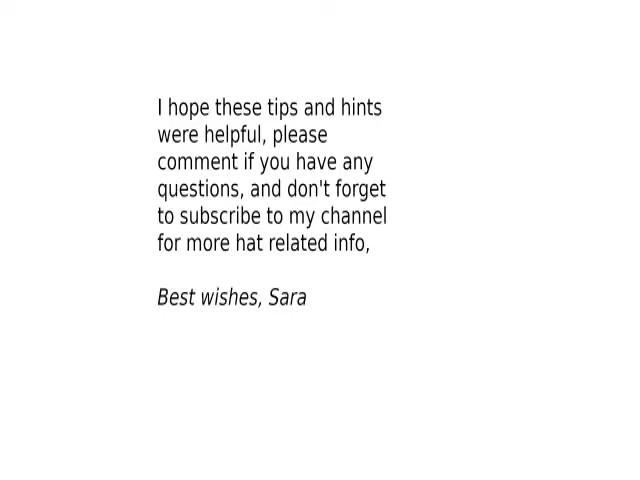 I hope these tips and hints
were helpful, please
comment if you have any
questions, and don't forget
to subscribe to my channel
for more hat related info,
Best wishes, Sara